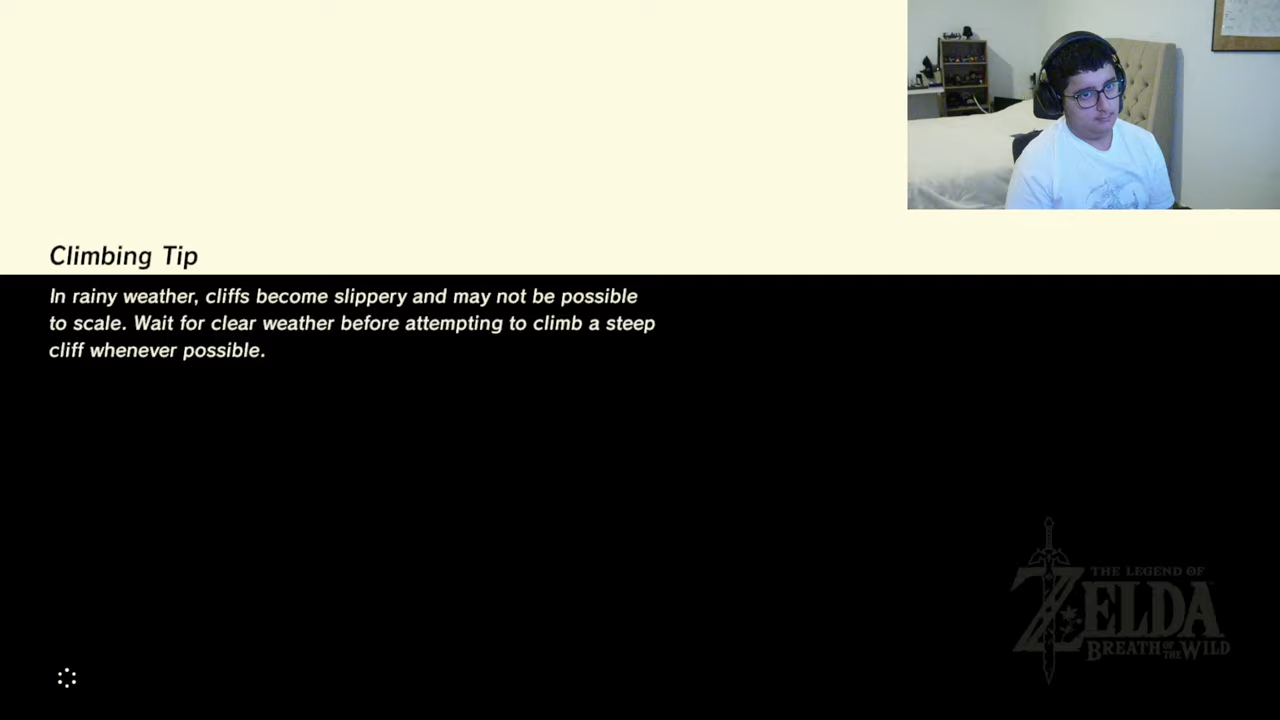 Climbing Tip
In rainy weather, cliffs become slippery and may not be possible
to scale. Wait for clear weather before attempting to climb a steep
cliff whenever possible.
THE LEGEND OF
ZELDA
BREATH OF THE WILD